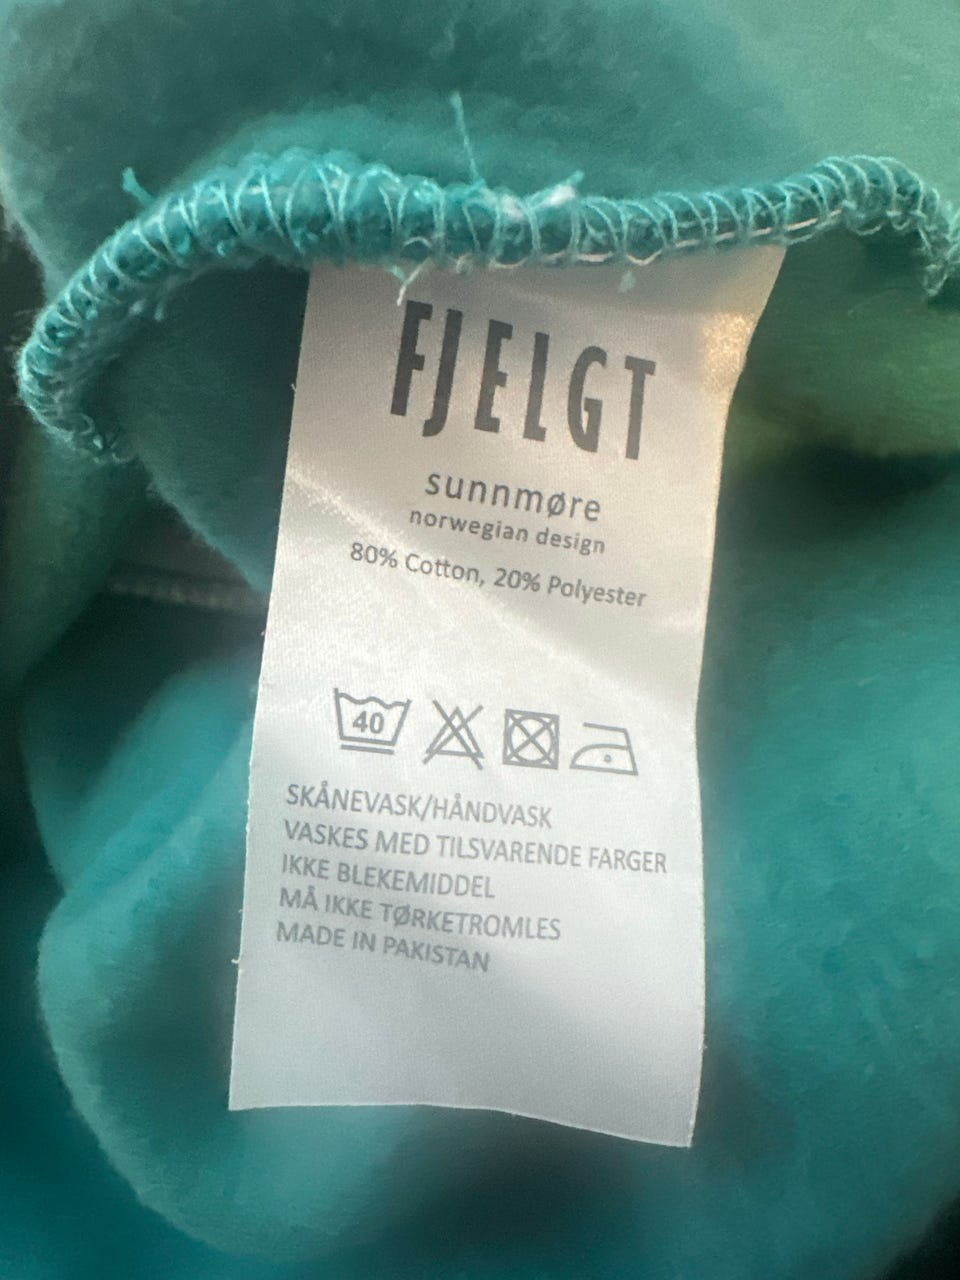 FJELGT
sunnmøre
norwegian design
80% Cotton, 20% Polyester
40
SKÅNEVASK/HÅNDVASK
VASKES MED TILSVARENDE FARGER
IKKE BLEKEMIDDEL
MÅ IKKE TØRKETROMLES
MADE IN PAKISTAN